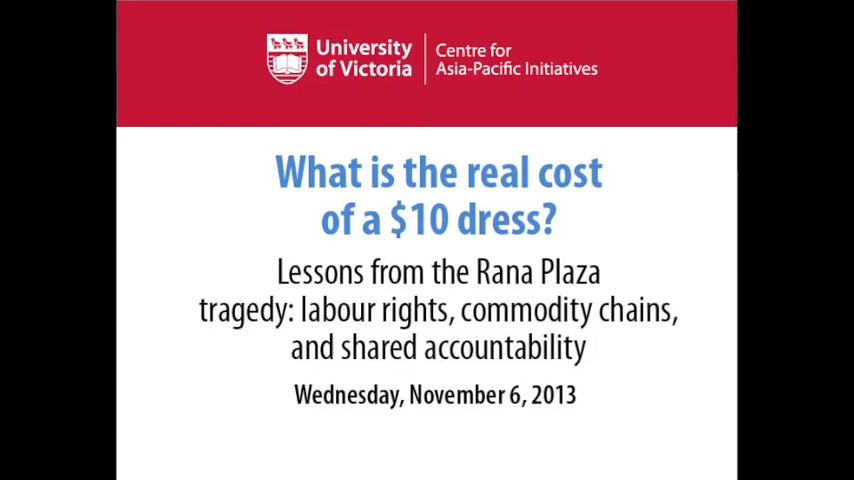 University
of Victoria
Centre for
Asia-Pacific Initiatives
What is the real cost
of a $10 dress?
Lessons from the Rana Plaza
tragedy: labour rights, commodity chains,
and shared accountability
Wednesday, November 6, 2013